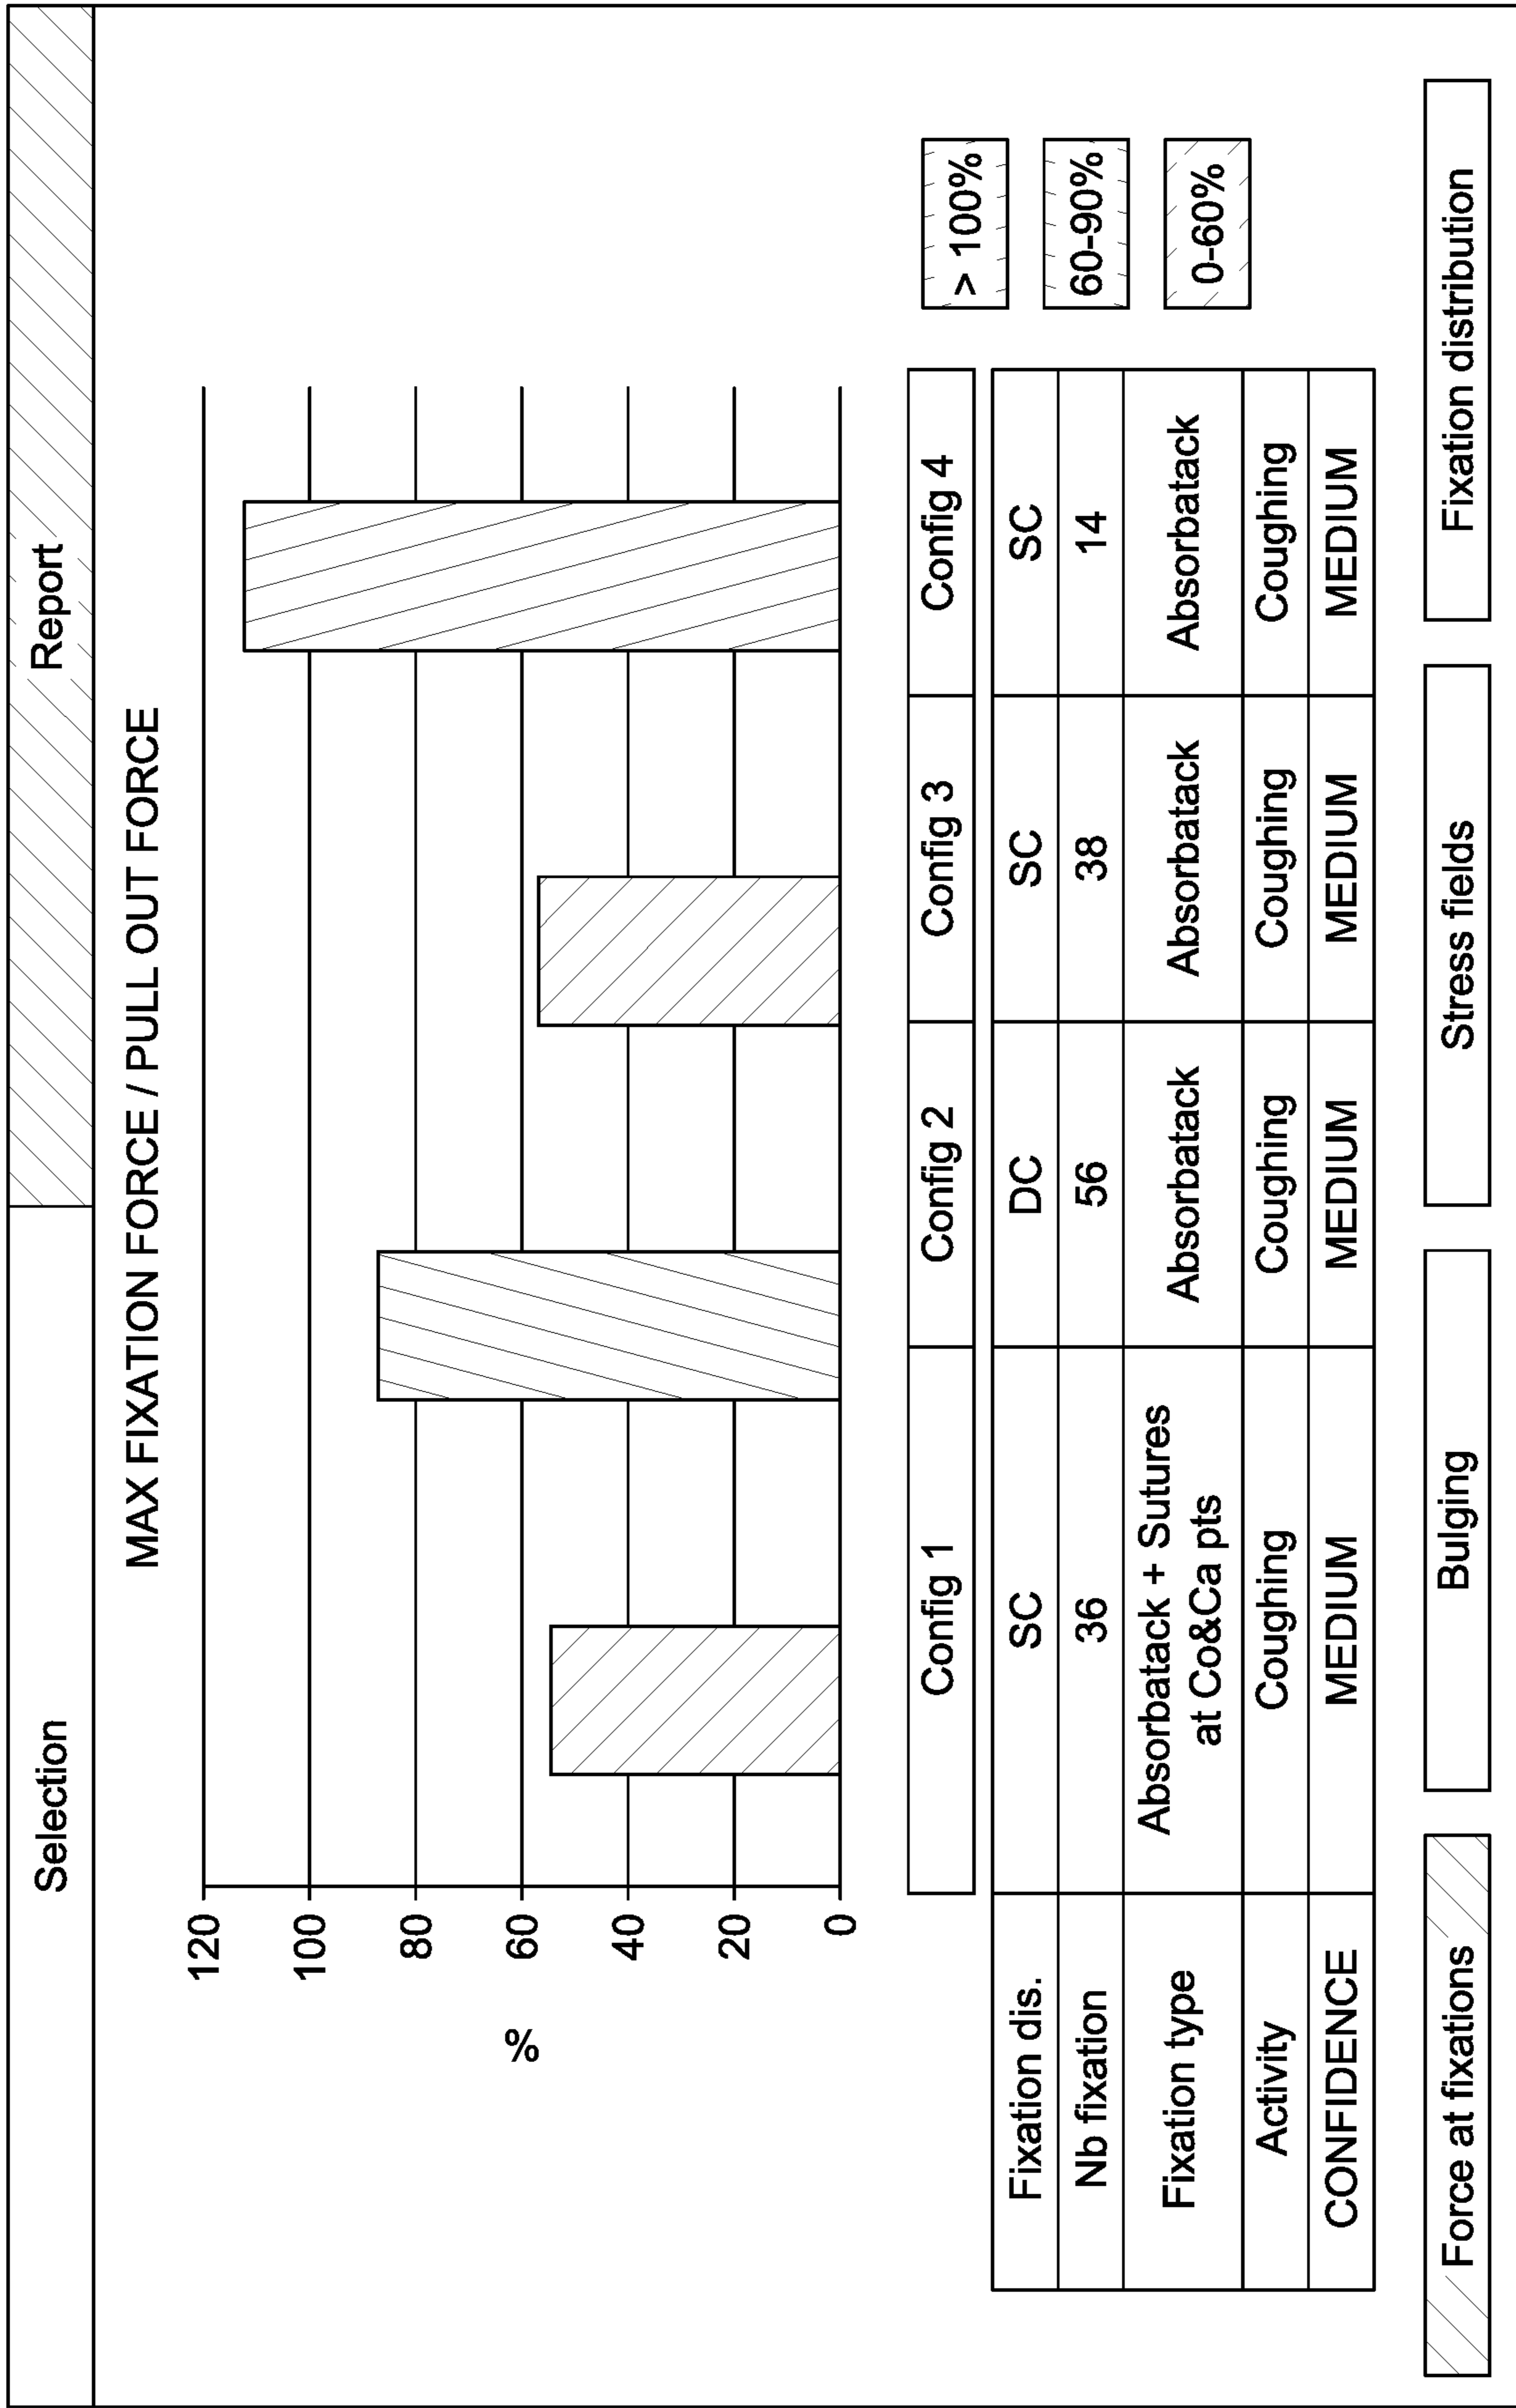 Selection
Report
MAX FIXATION FORCE / PULL OUT FORCE
%
120
100
80
60
40
20
0
Config 1 Config 2 Config 3 Config 4
Fixation dis. SC DC SC SC
Nb fixation 36 56 38 14
Fixation type Absorbatack + Sutures Absorbatack Absorbatack Absorbatack
at Co&Ca pts
Activity Coughing Coughing Coughing Coughing
CONFIDENCE MEDIUM MEDIUM MEDIUM MEDIUM
> 100%
60-90%
0-60%
Force at fixations
Bulging
Stress fields
Fixation distribution